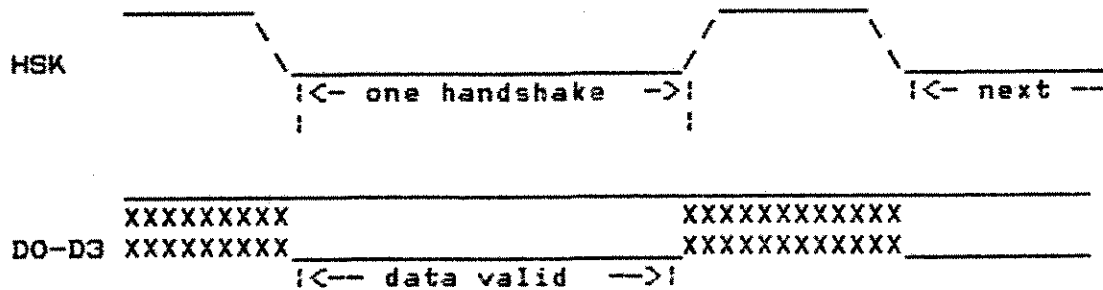 HSK
|<- one handshake ->|
|<- next -
XXXXXXXXX XXXXXXXXXXXX
D0-D3 XXXXXXXXX XXXXXXXXXXXX
|<-- data valid -->|